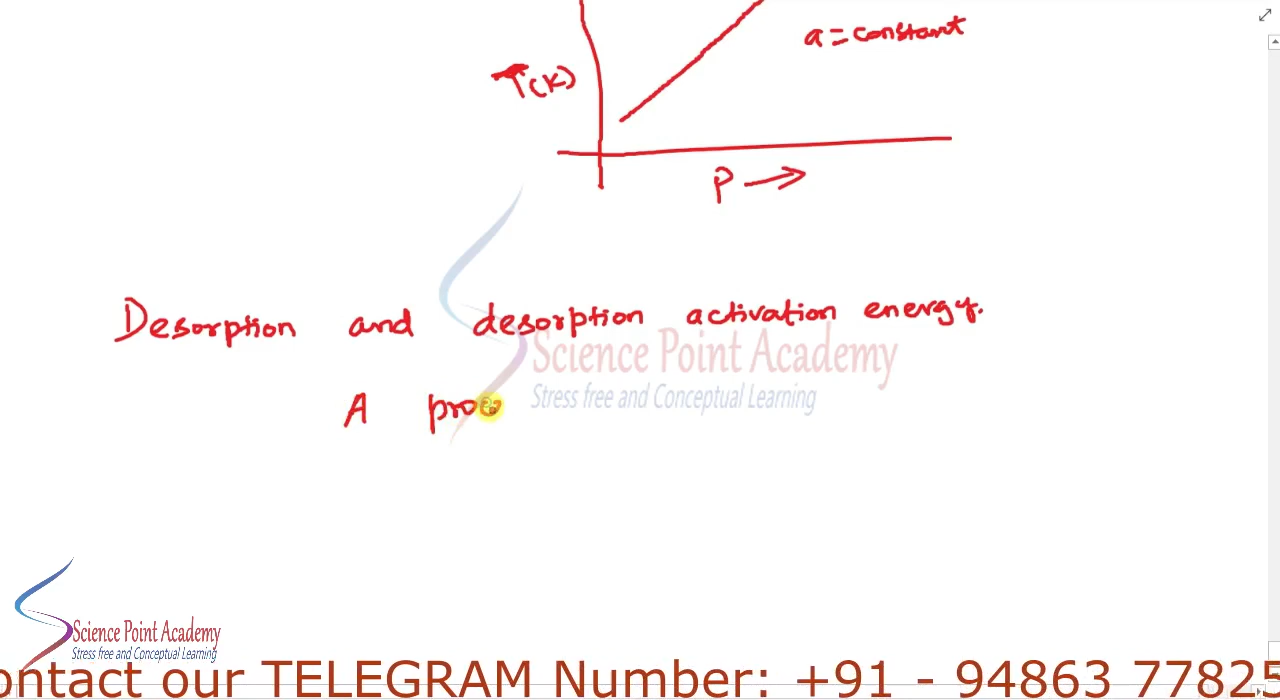 a = constant
T(K)
P →
Desorption and desorption activation energy.
Science Point Academy
Stress free and Conceptual Learning
A proc
Science Point Academy
Stress free and Conceptual Learning
ontact our TELEGRAM Number: +91 - 94863 77825